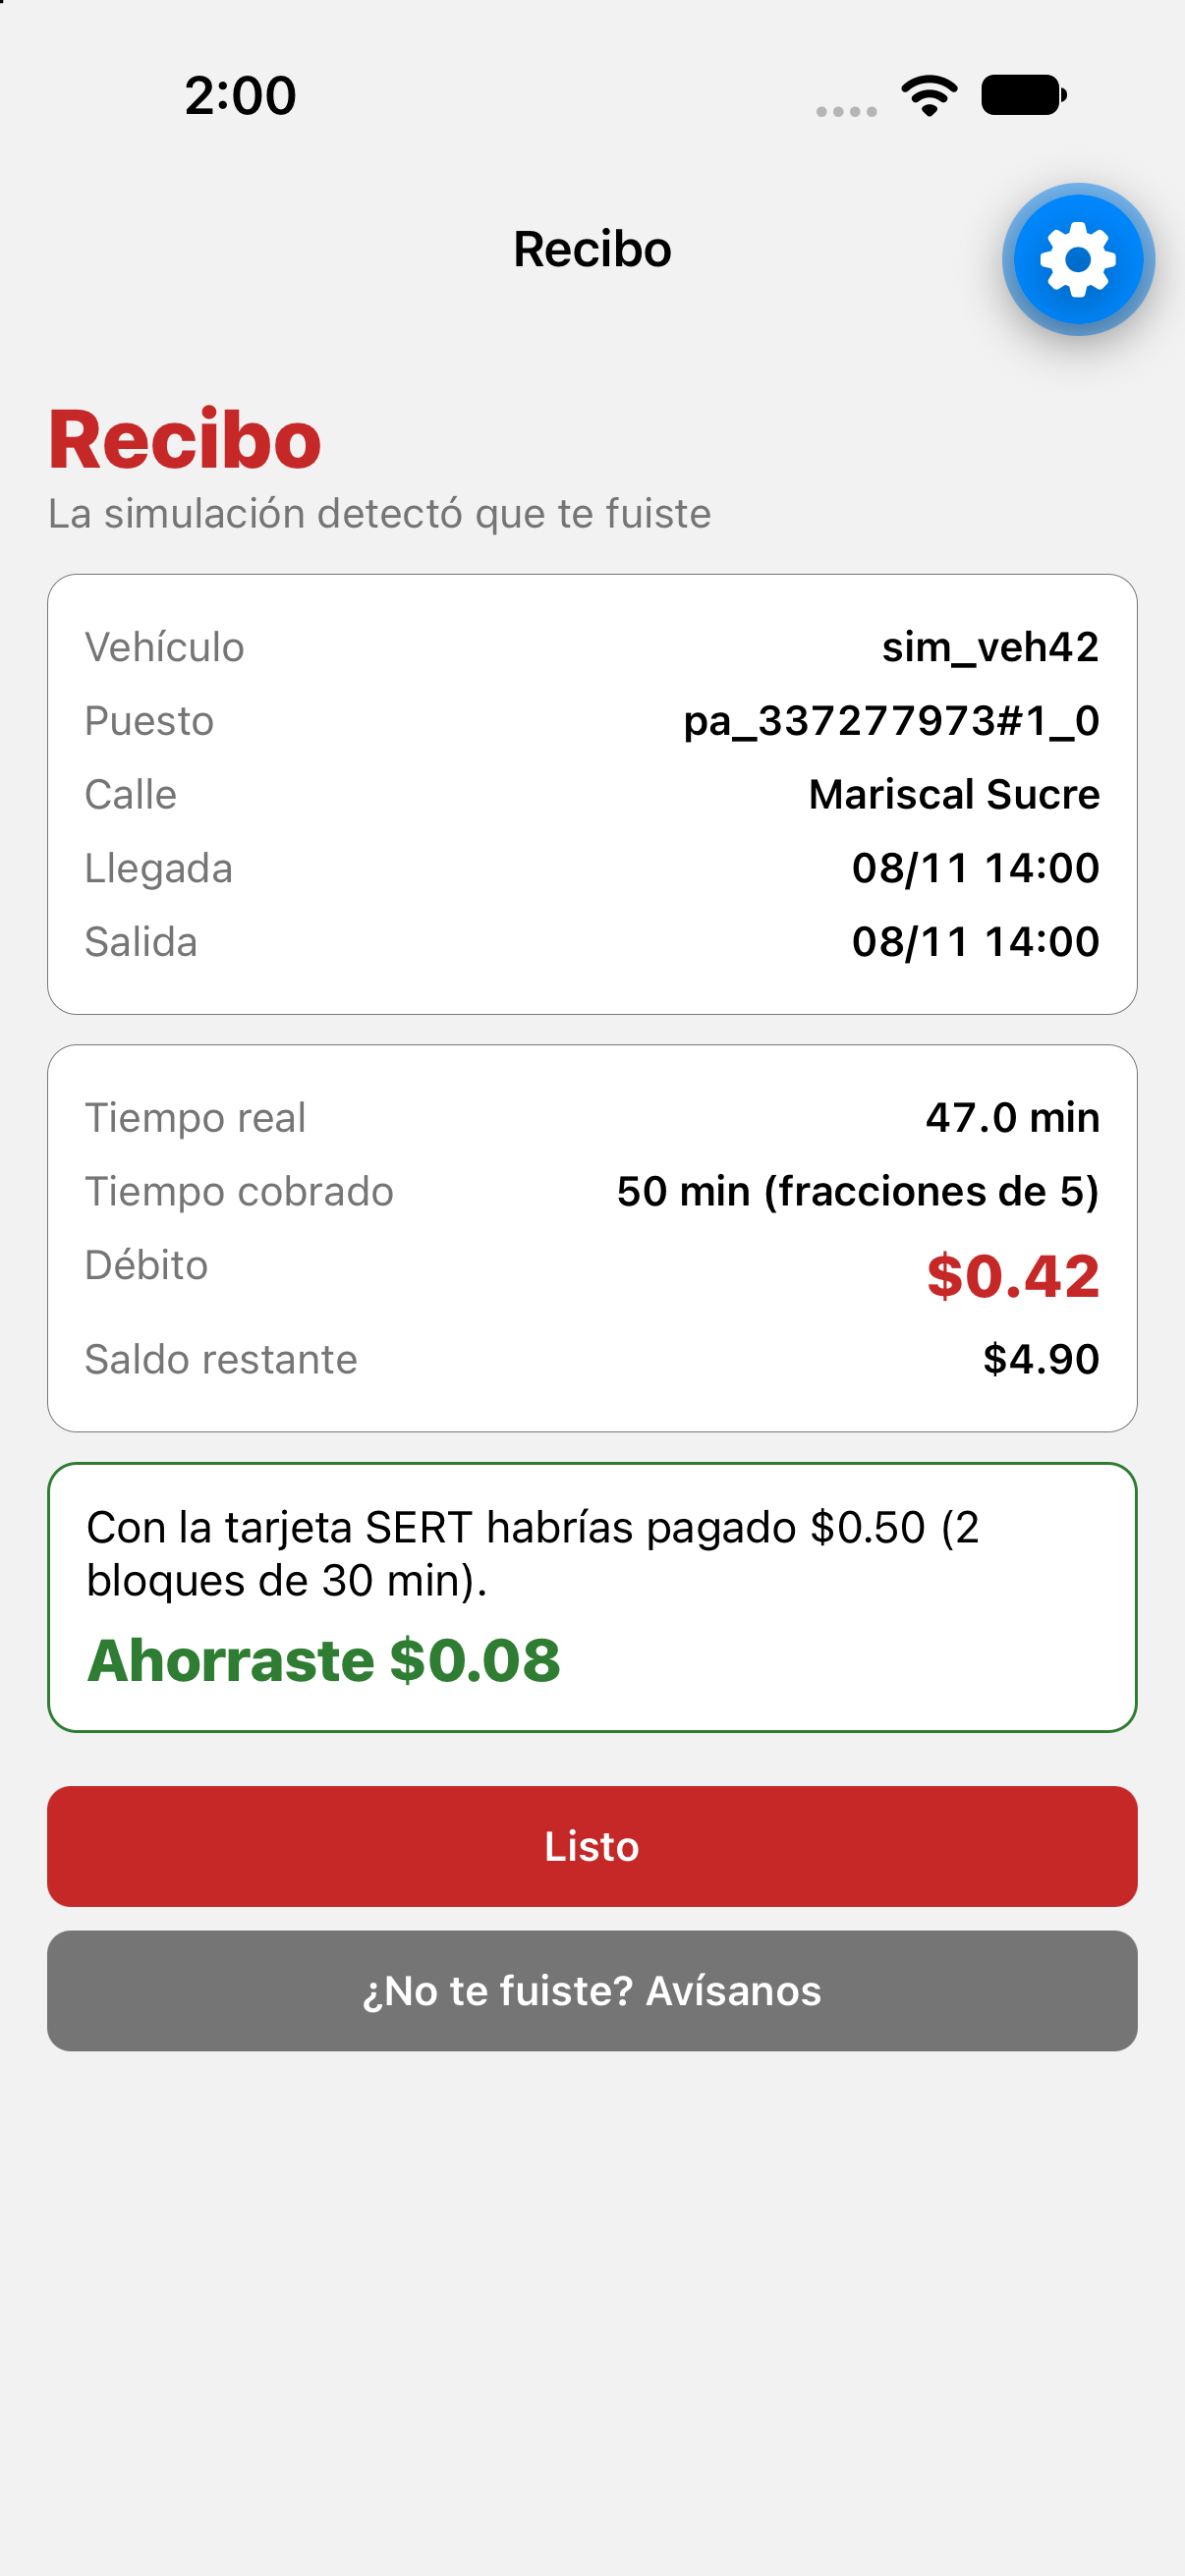 2:00
Recibo
Recibo
La simulación detectó que te fuiste
Vehículo sim_veh42
Puesto pa_337277973#1_0
Calle Mariscal Sucre
Llegada 08/11 14:00
Salida 08/11 14:00
Tiempo real 47.0 min
Tiempo cobrado 50 min (fracciones de 5)
Débito $0.42
Saldo restante $4.90
Con la tarjeta SERT habrías pagado $0.50 (2
bloques de 30 min).
Ahorraste $0.08
Listo
¿No te fuiste? Avísanos